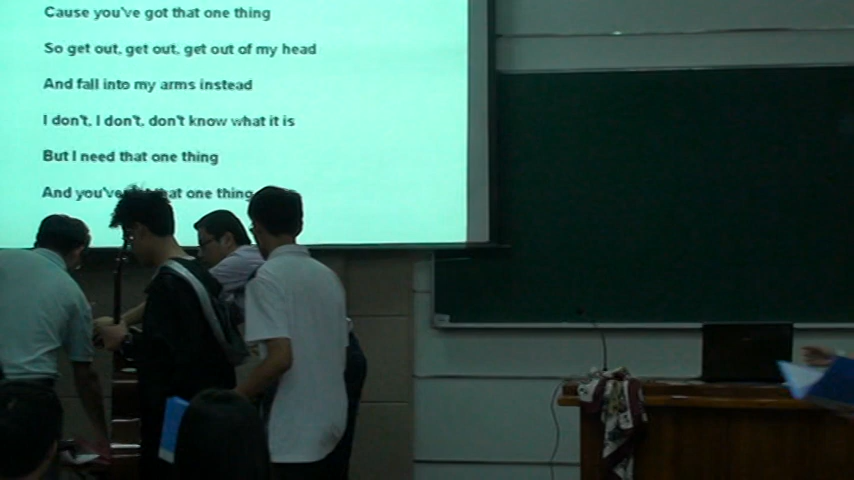 Cause you've got that one thing
So get out, get out, get out of my head
And fall into my arms instead
I don't, I don't, don't know what it is
But I need that one thing
And you've that one thing